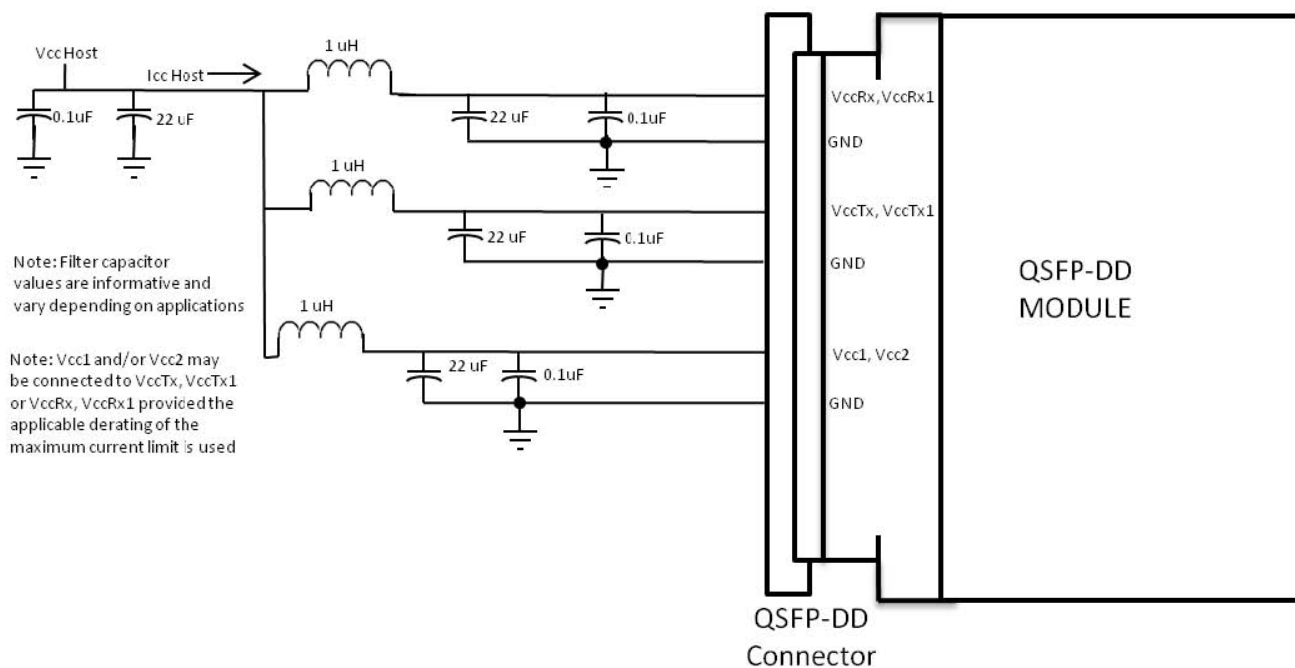 1 uH
Vcc Host
Icc Host
0.1uF
22 uF
22 uF
0.1uF
VccRx, VccRx1
GND
1 uH
VccTx, VccTx1
22 uF
0.1uF
GND
Note: Filter capacitor
values are informative and
vary depending on applications
1 uH
Note: Vcc1 and/or Vcc2 may
be connected to VccTx, VccTx1
or VccRx, VccRx1 provided the
applicable derating of the
maximum current limit is used
22 uF
0.1uF
Vcc1, Vcc2
GND
QSFP-DD
MODULE
QSFP-DD
Connector